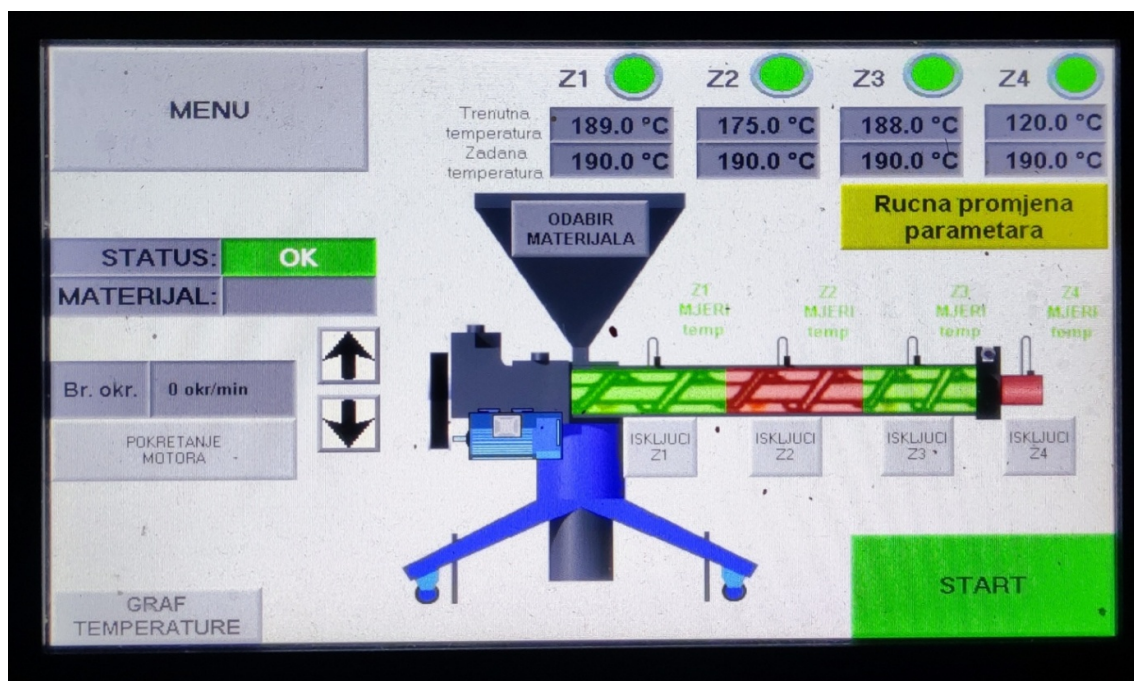 MENU
Z1
Z2
Z3
Z4
Trenutna
temperatura
189.0 °C
175.0 °C
188.0 °C
120.0 °C
Zadana
temperatura
190.0 °C
190.0 °C
190.0 °C
190.0 °C
ODABIR
MATERIJALA
Rucna promjena
parametara
STATUS:
OK
MATERIJAL:
Z1
MJERI
temp
Z2
MJERI
temp
Z3
MJERI
temp
Z4
MJERI
temp
Br. okr.
0 okr/min
POKRETANJE
MOTORA
ISKLJUCI
Z1
ISKLJUCI
Z2
ISKLJUCI
Z3
ISKLJUCI
Z4
START
GRAF
TEMPERATURE